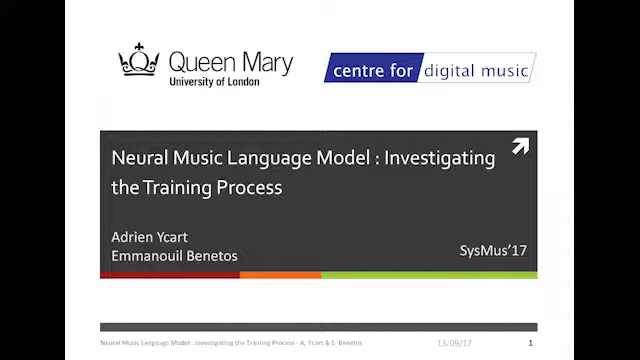 Queen Mary
University of London
centre for digital music
Neural Music Language Model : Investigating
the Training Process
Adrien Ycart
Emmanouil Benetos
SysMus'17
Neural Music Language Model : Investigating the Training Process - A. Ycart & E. Benetos
13/09/17
1